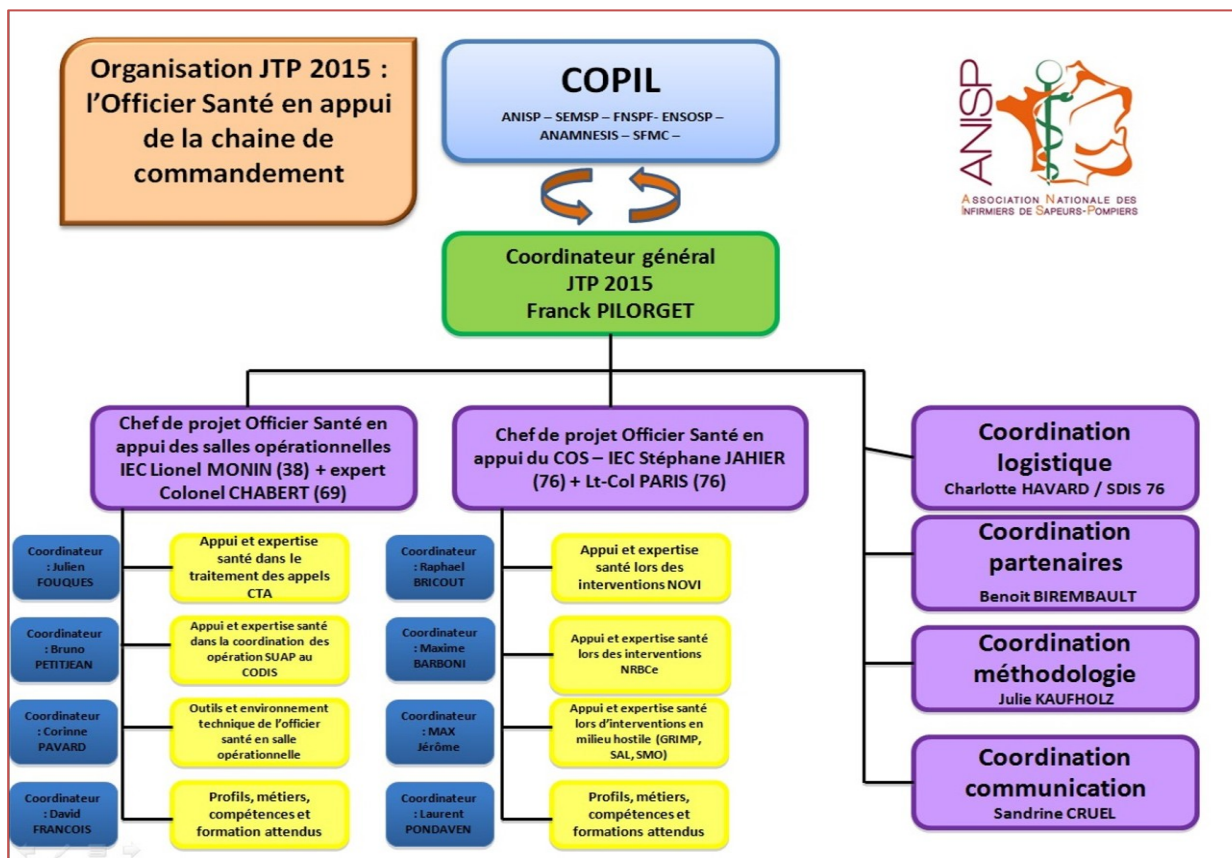 Organisation JTP 2015 :
l'Officier Santé en appui
de la chaine de
commandement
COPIL
ANISP – SEMSP – FNSPF- ENSOSP –
ANAMNESIS – SFMC –
ANISP
ASSOCIATION NATIONALE DES
INFIRMIERS DE SAPEURS-POMPIERS
Coordinateur général
JTP 2015
Franck PILORGET
Chef de projet Officier Santé en
appui des salles opérationnelles
IEC Lionel MONIN (38) + expert
Colonel CHABERT (69)
Coordinateur
: Julien
FOUQUES
Appui et expertise
santé dans le
traitement des appels
CTA
Coordinateur
: Bruno
PETITJEAN
Appui et expertise santé
dans la coordination des
opération SUAP au
CODIS
Coordinateur
: Corinne
PAVARD
Outils et environnement
technique de l'officier
santé en salle
opérationnelle
Coordinateur
: David
FRANCOIS
Profils, métiers,
compétences et
formation attendus
Chef de projet Officier Santé en
appui du COS – IEC Stéphane JAHIER
(76) + Lt-Col PARIS (76)
Coordinateur
: Raphael
BRICOUT
Appui et expertise
santé lors des
interventions NOVI
Coordinateur
: Maxime
BARBONI
Appui et expertise santé
lors des interventions
NRBCe
Coordinateur
: MAX
Jérôme
Appui et expertise santé
lors d'interventions en
milieu hostile (GRIMP,
SAL, SMO)
Coordinateur
: Laurent
PONDAVEN
Profils, métiers,
compétences et
formations attendus
Coordination
logistique
Charlotte HAVARD / SDIS 76
Coordination
partenaires
Benoit BIREMBAULT
Coordination
méthodologie
Julie KAUFHOLZ
Coordination
communication
Sandrine CRUEL